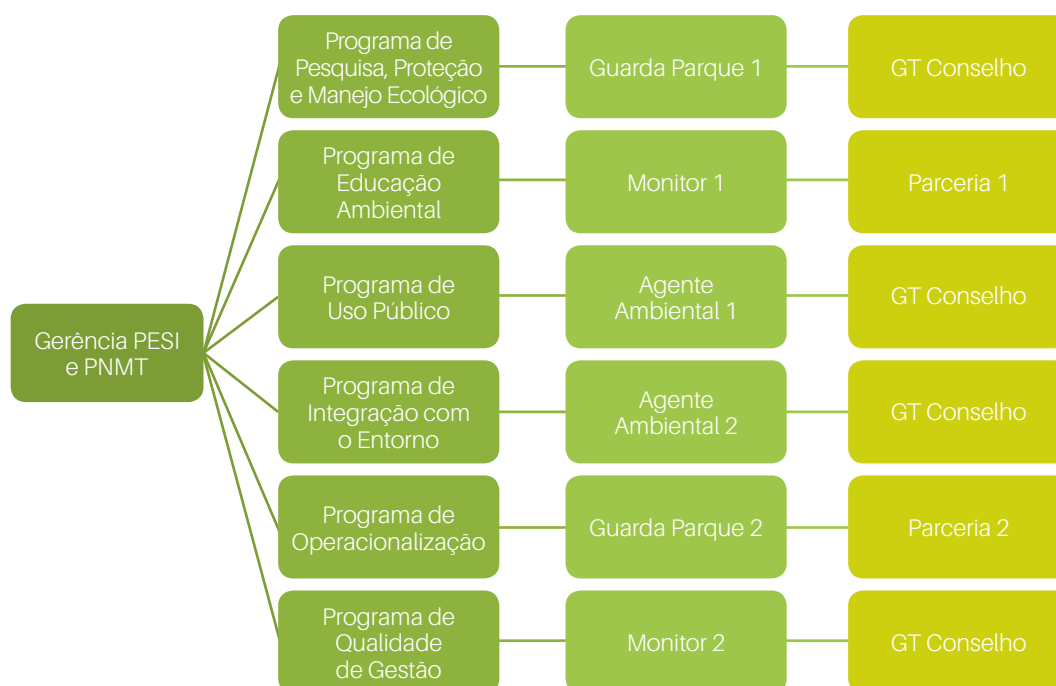 Programa de
Pesquisa, Proteção
e Manejo Ecológico
Guarda Parque 1
GT Conselho
Programa de
Educação
Ambiental
Monitor 1
Parceria 1
Programa de
Uso Público
Agente
Ambiental 1
GT Conselho
Gerência PESI
e PNMT
Programa de
Integração com
o Entorno
Agente
Ambiental 2
GT Conselho
Programa de
Operacionalização
Guarda Parque 2
Parceria 2
Programa de
Qualidade
de Gestão
Monitor 2
GT Conselho